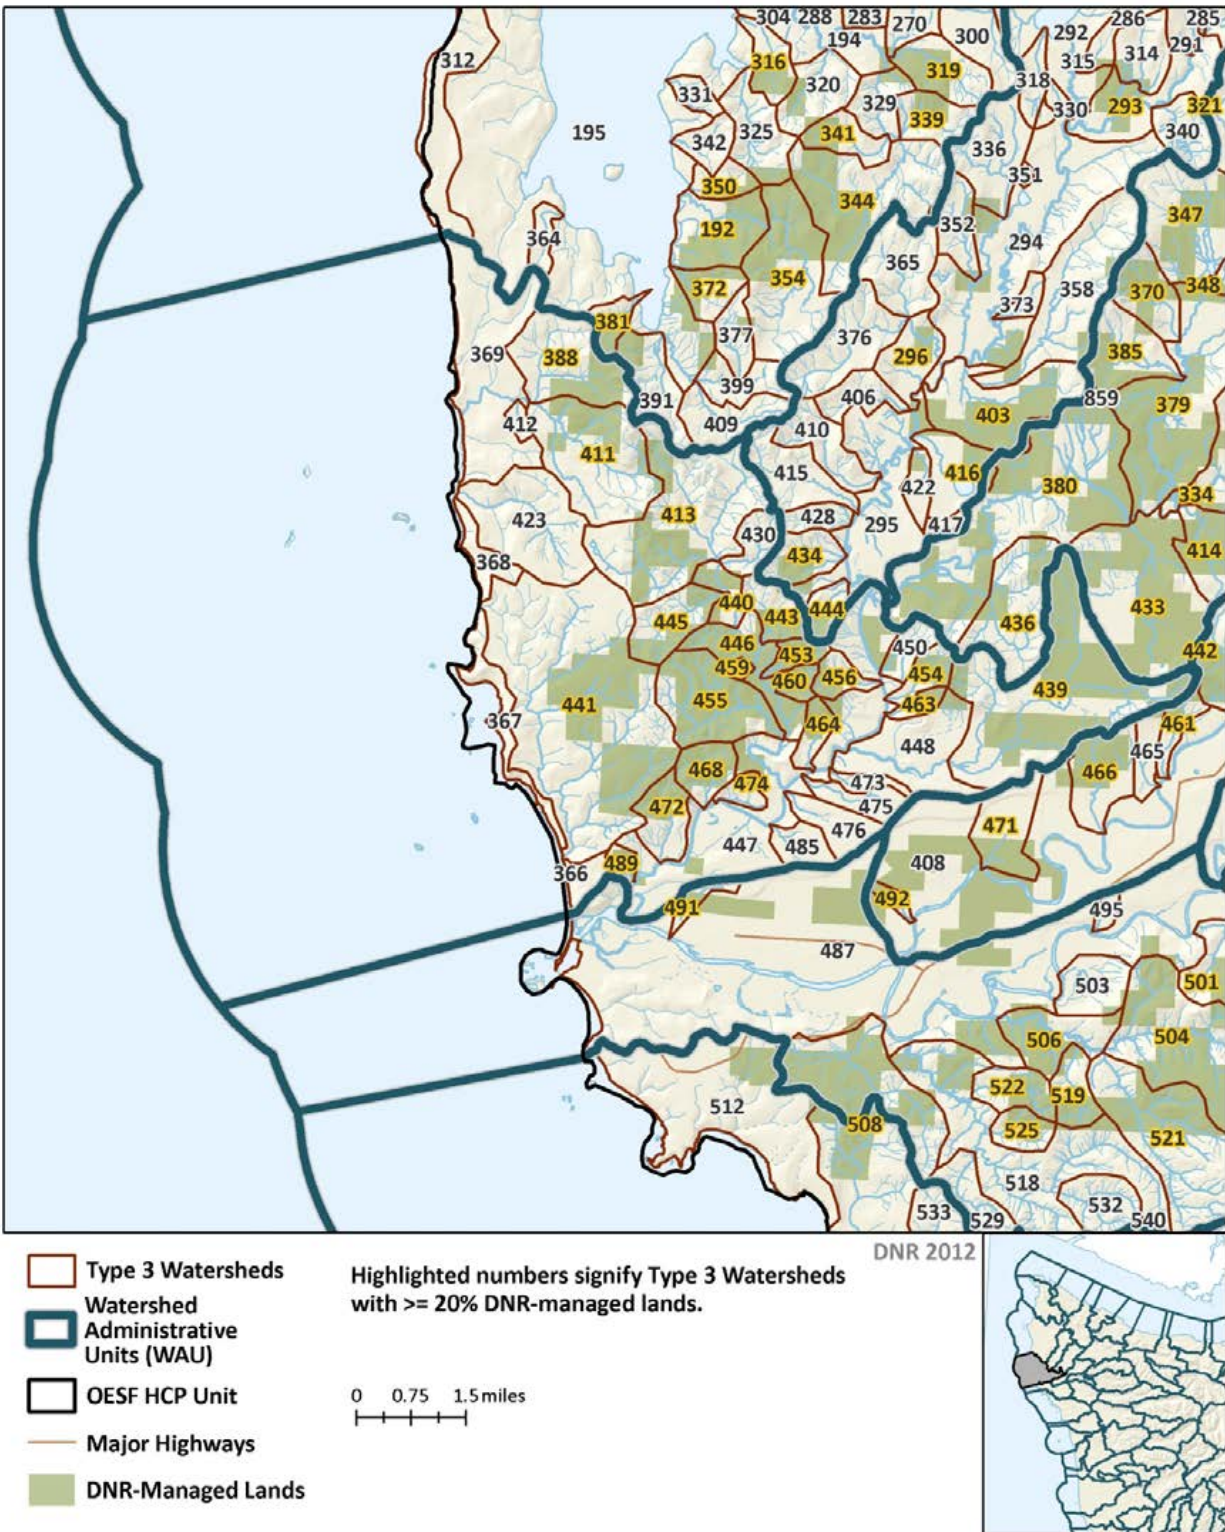 304 288 283 270 286 285
312 194 300 292 314 291
316 320 319 315
331 329 318 330 293 321
195 342 325 341 339 336 340
350 351
192 344 352 347
364 365 294
372 354 373 358 370 348
381 377 376
369 388 296 385
391 399 406 859
412 409 410 403 379
411 415 416 380 334
423 413 428 422 417
430 295
368 434 414
440 444 436 433
445 443
446 453 450 442
459 460 456 454 439
441 455 463
367 464 448 461
468 474 473 466 465
472 475
447 485 476 471
489 408
366 491 492 495
487
503 501
506 504
522 519
512 508 525 521
518
533 529 532 540
DNR 2012
Type 3 Watersheds
Watershed
Administrative
Units (WAU)
OESF HCP Unit
Major Highways
DNR-Managed Lands
Highlighted numbers signify Type 3 Watersheds
with >= 20% DNR-managed lands.
0 0.75 1.5 miles